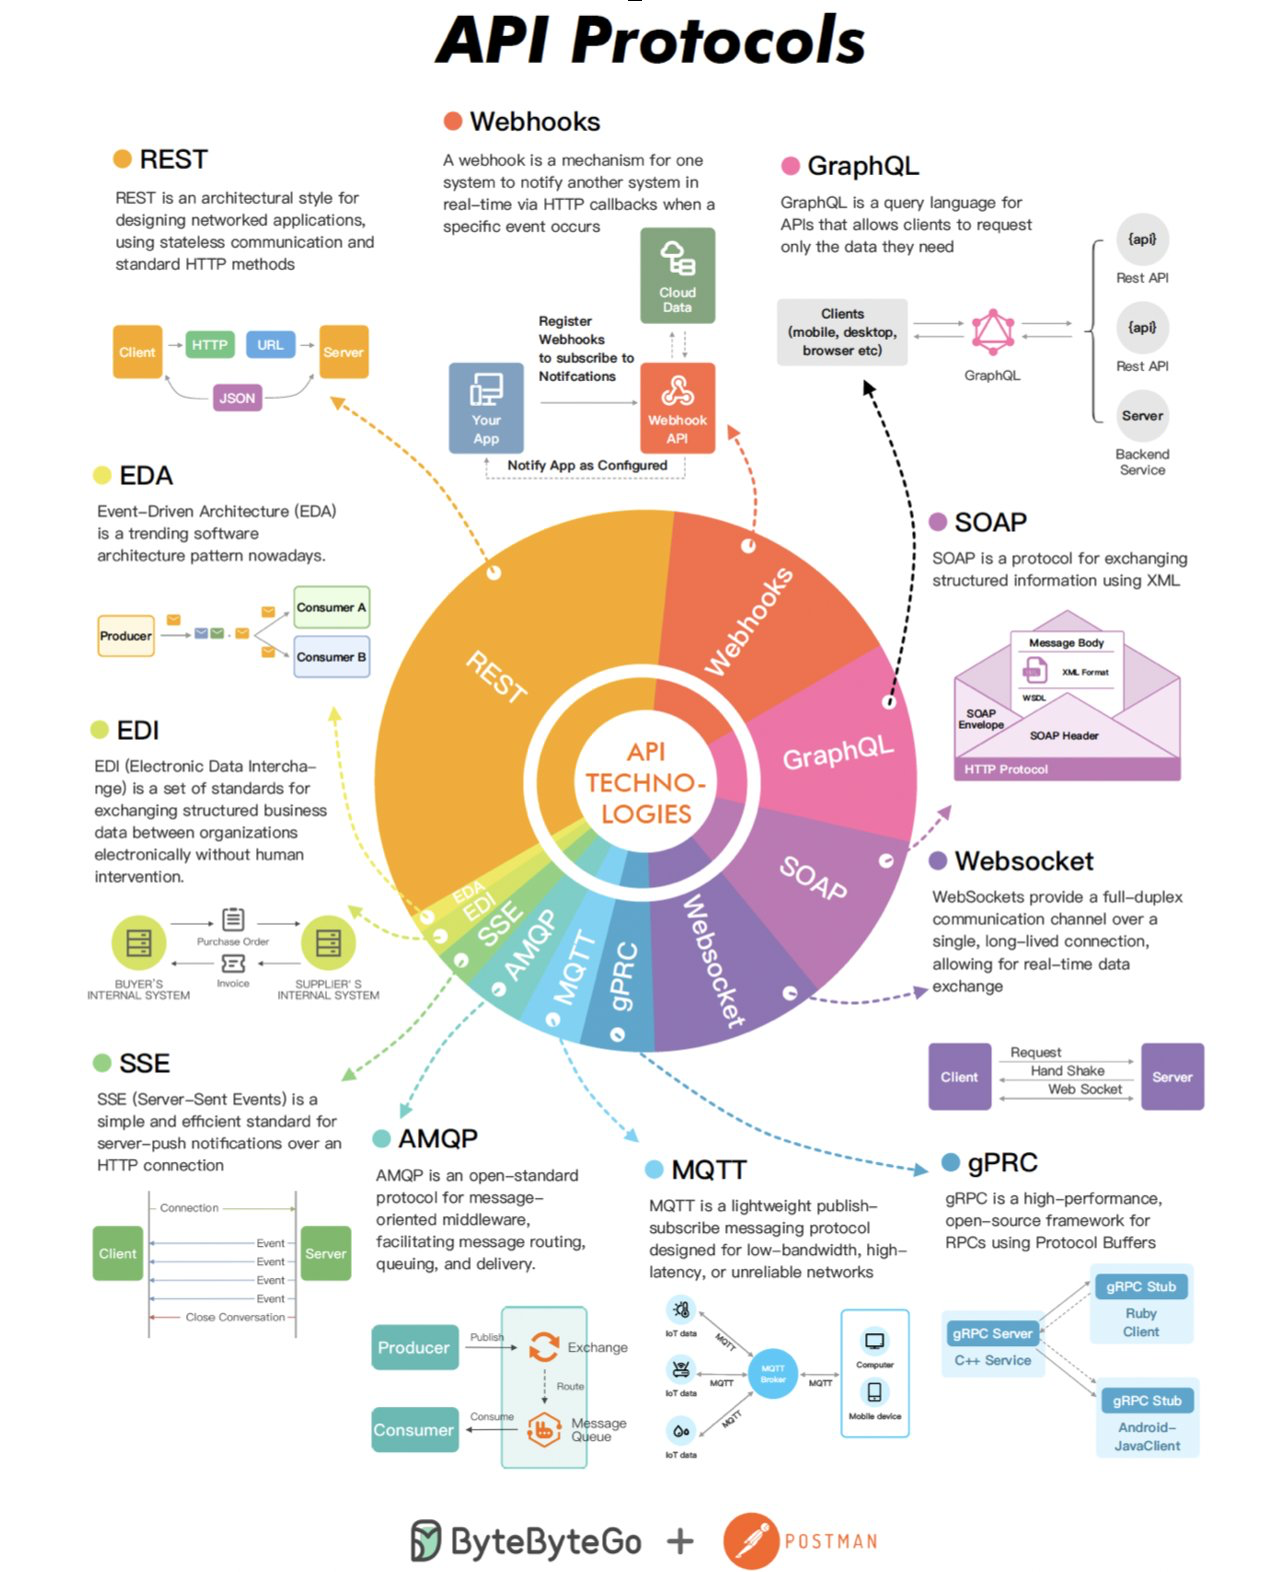 API Protocols
REST
REST is an architectural style for
designing networked applications,
using stateless communication and
standard HTTP methods
Client
HTTP
URL
Server
JSON
Webhooks
A webhook is a mechanism for one
system to notify another system in
real-time via HTTP callbacks when a
specific event occurs
Cloud
Data
Register
Webhooks
to subscribe to
Notifcations
Your
App
Webhook
API
Notify App as Configured
GraphQL
GraphQL is a query language for
APIs that allows clients to request
only the data they need
Clients
(mobile, desktop,
browser etc)
GraphQL
{api}
Rest API
{api}
Rest API
Server
Backend
Service
EDA
Event-Driven Architecture (EDA)
is a trending software
architecture pattern nowadays.
Producer
Consumer A
Consumer B
SOAP
SOAP is a protocol for exchanging
structured information using XML
Message Body
XML Format
WSDL
SOAP
Envelope
SOAP Header
HTTP Protocol
EDI
EDI (Electronic Data Intercha-
nge) is a set of standards for
exchanging structured business
data between organizations
electronically without human
intervention.
Purchase Order
Invoice
BUYER'S
INTERNAL SYSTEM
SUPPLIER' S
INTERNAL SYSTEM
API
TECHNO-
LOGIES
REST
Webhooks
GraphQL
SOAP
Websocket
gPRC
MQTT
AMQP
SSE
EDI
EDA
Websocket
WebSockets provide a full-duplex
communication channel over a
single, long-lived connection,
allowing for real-time data
exchange
Client
Request
Hand Shake
Web Socket
Server
SSE
SSE (Server-Sent Events) is a
simple and efficient standard for
server-push notifications over an
HTTP connection
Client
Connection
Event
Event
Event
Event
Close Conversation
Server
AMQP
AMQP is an open-standard
protocol for message-
oriented middleware,
facilitating message routing,
queuing, and delivery.
Producer
Publish
Exchange
Route
Consumer
Consume
Message
Queue
MQTT
MQTT is a lightweight publish-
subscribe messaging protocol
designed for low-bandwidth, high-
latency, or unreliable networks
IoT data
IoT data
IoT data
MQTT
MQTT
MQTT
MQTT
Broker
MQTT
Computer
Mobile device
gPRC
gRPC is a high-performance,
open-source framework for
RPCs using Protocol Buffers
gRPC Server
C++ Service
gRPC Stub
Ruby
Client
gRPC Stub
Android-
JavaClient
ByteByteGo + POSTMAN